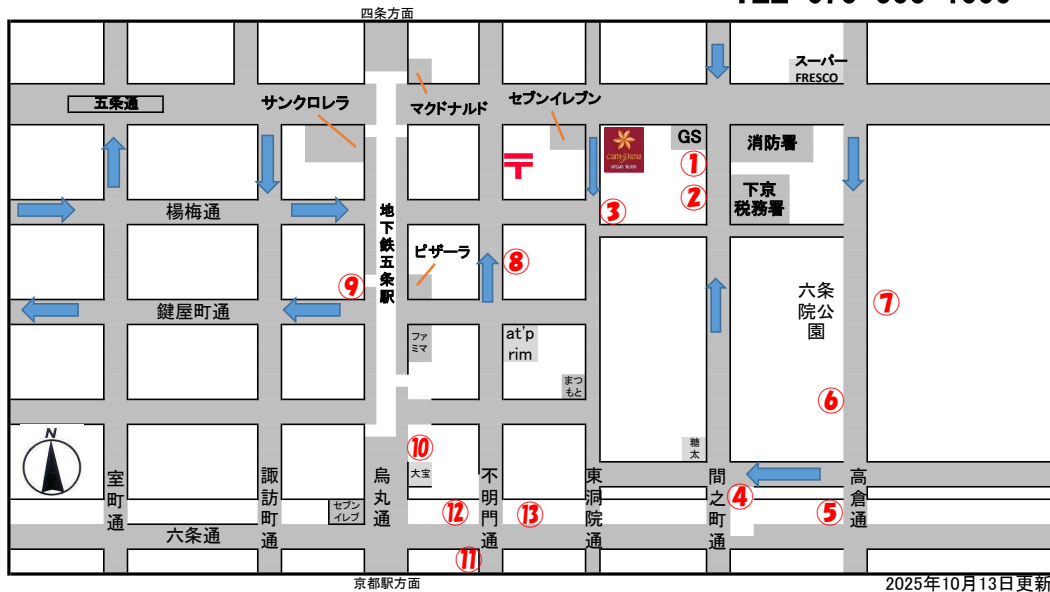 四条方面
スーパー
FRESCO
五条通
サンクロレラ
マクドナルド
セブンイレブン
campana
GS
消防署
①
下京
税務署
②
③
楊梅通
地下鉄五条駅
ピザーラ
⑧
⑨
六条
院公
園
⑦
鍵屋町通
ファ
ミマ
at'p
rim
まつ
もと
⑥
N
⑩
大宝
糖
太
室町通
諏訪町通
烏丸通
不明門通
東洞院通
間之町通
高倉通
④
セブン
イレブ
⑫
⑬
⑤
六条通
⑪
京都駅方面
2025年10月13日更新